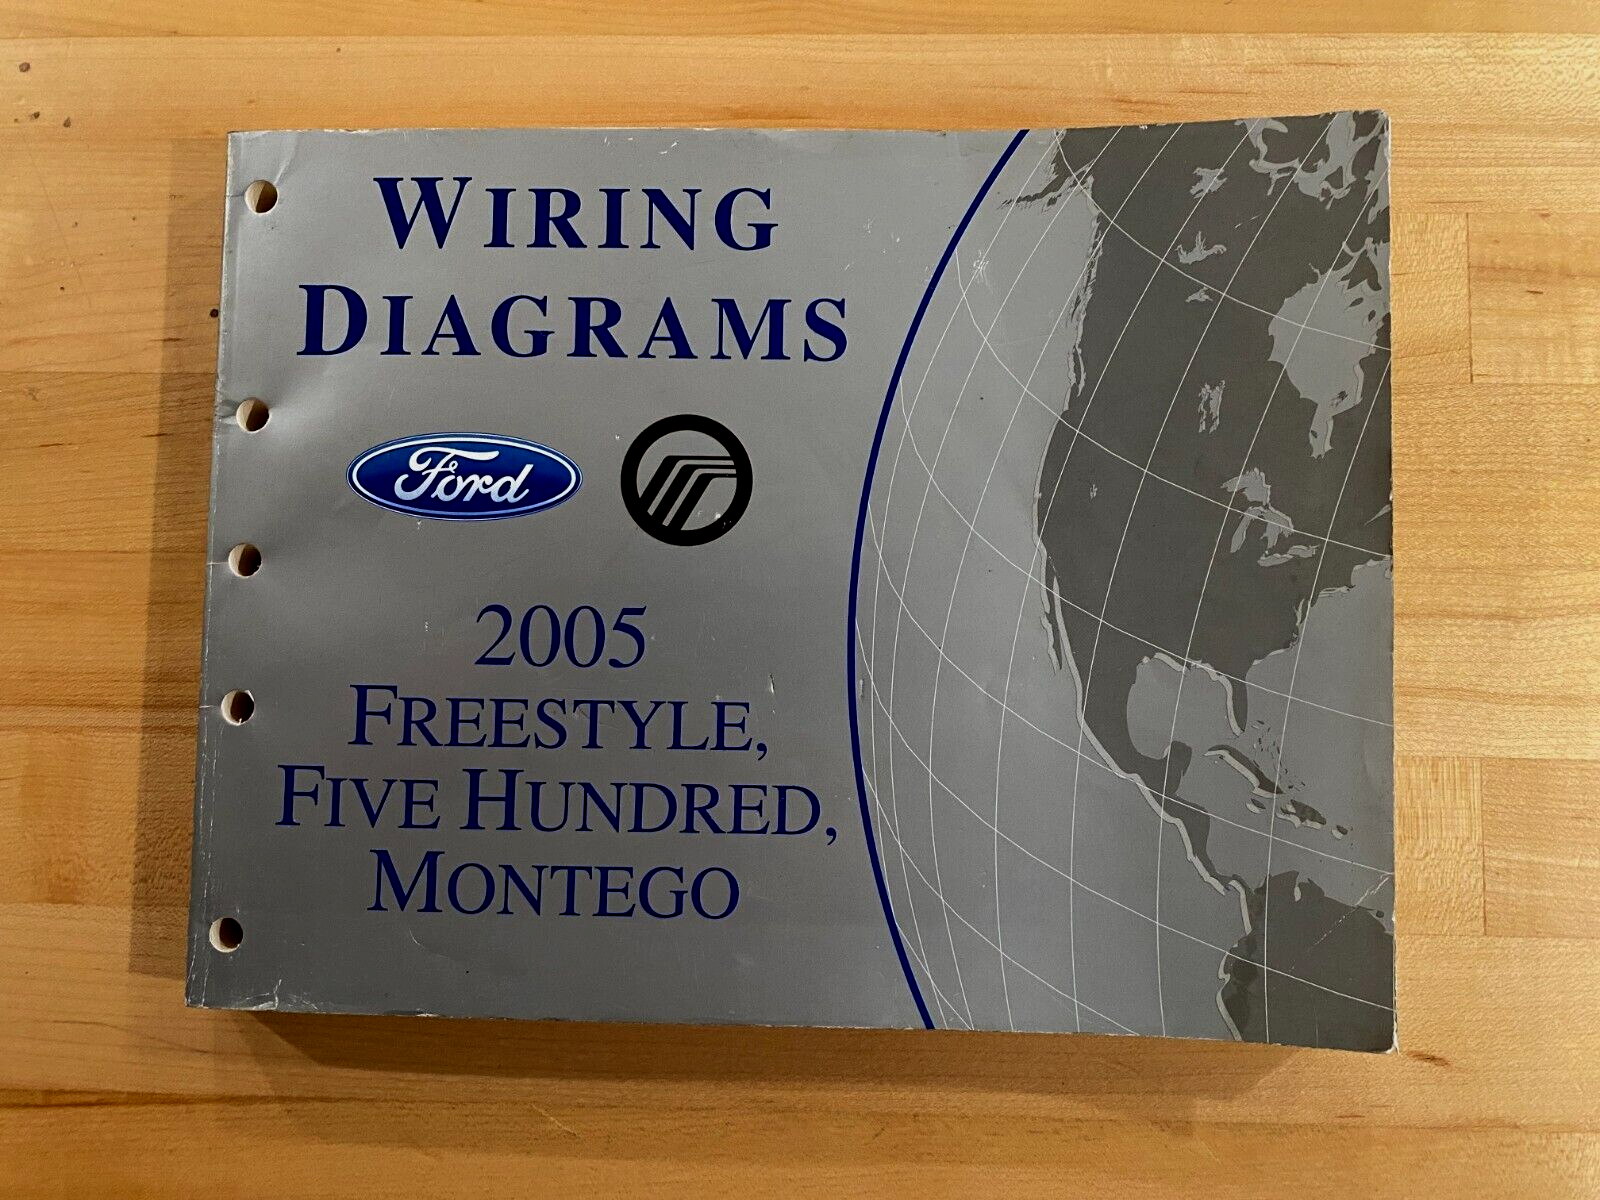 WIRING
DIAGRAMS
Ford
2005
FREESTYLE,
FIVE HUNDRED,
MONTEGO